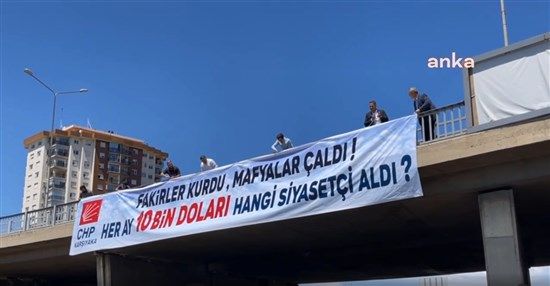 anka
FAKİRLER KURDU, MAFYALAR ÇALDI!
HER AY 10 BİN DOLARI HANGİ SİYASETÇİ ALDI?
CHP
KARŞIYAKA